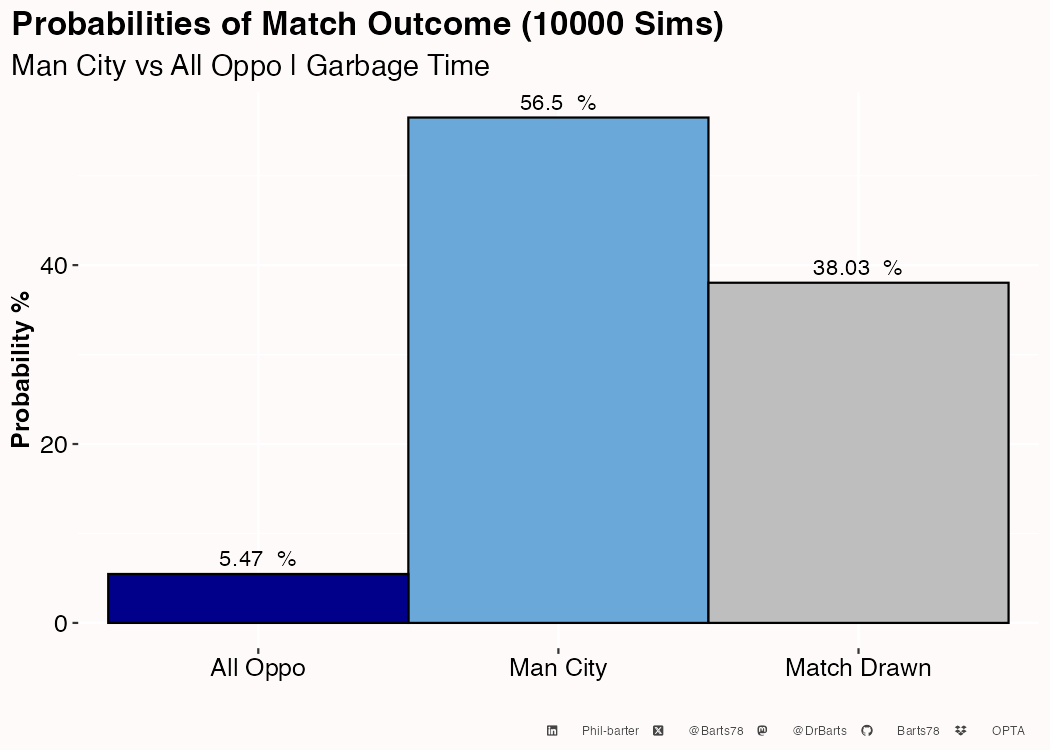 Probabilities of Match Outcome (10000 Sims)
Man City vs All Oppo | Garbage Time
56.5 %
38.03 %
5.47 %
Probability %
40
20
0
All Oppo Man City Match Drawn
Phil-barter @Barts78 @DrBarts Barts78 OPTA